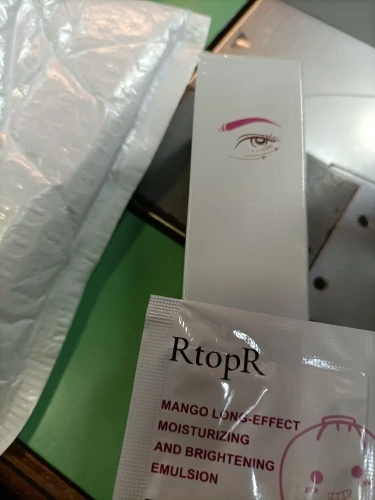 RtopR
MANGO LONG-EFFECT
MOISTURIZING
AND BRIGHTENING
EMULSION